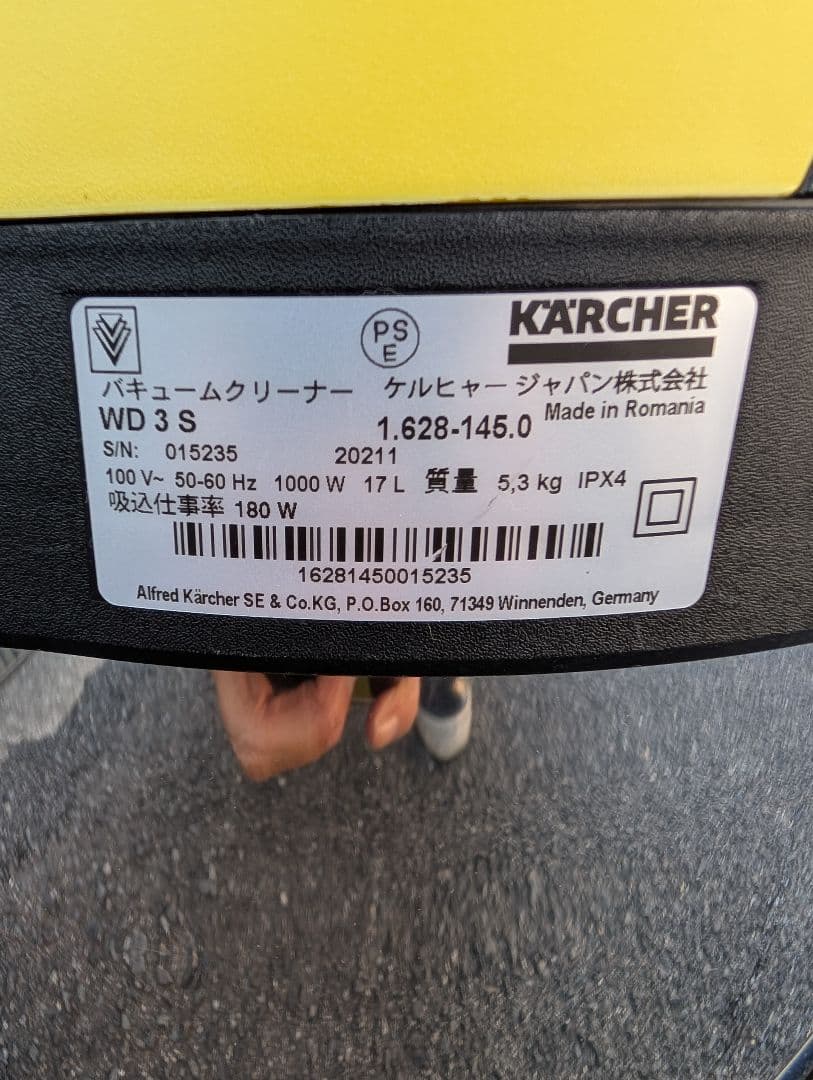 PS
E
KÄRCHER
バキュームクリーナー ケルヒャー ジャパン株式会社
WD 3 S 1.628-145.0 Made in Romania
S/N: 015235 20211
100 V~ 50-60 Hz 1000 W 17 L 質量 5,3 kg IPX4
吸込仕事率 180 W
16281450015235
Alfred Kärcher SE & Co.KG, P.O.Box 160, 71349 Winnenden, Germany